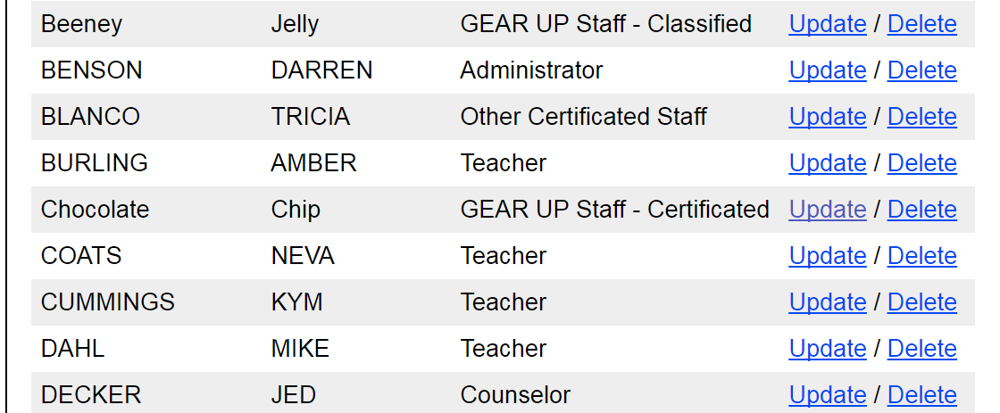 Beeney Jelly GEAR UP Staff - Classified Update / Delete
BENSON DARREN Administrator Update / Delete
BLANCO TRICIA Other Certificated Staff Update / Delete
BURLING AMBER Teacher Update / Delete
Chocolate Chip GEAR UP Staff - Certificated Update / Delete
COATS NEVA Teacher Update / Delete
CUMMINGS KYM Teacher Update / Delete
DAHL MIKE Teacher Update / Delete
DECKER JED Counselor Update / Delete